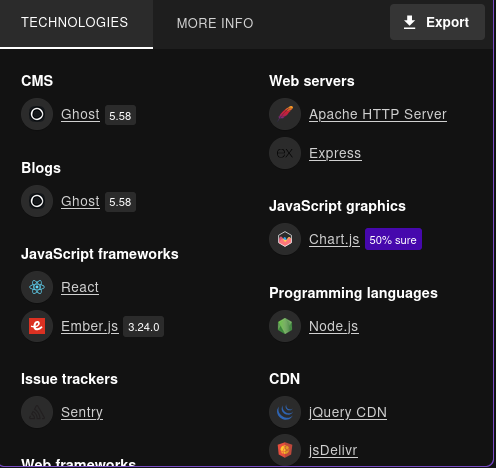 TECHNOLOGIES
MORE INFO
Export
CMS
Ghost 5.58
Blogs
Ghost 5.58
JavaScript frameworks
React
Ember.js 3.24.0
Issue trackers
Sentry
Web frameworks
Web servers
Apache HTTP Server
ex Express
JavaScript graphics
Chart.js 50% sure
Programming languages
Node.js
CDN
jQuery CDN
jsDelivr